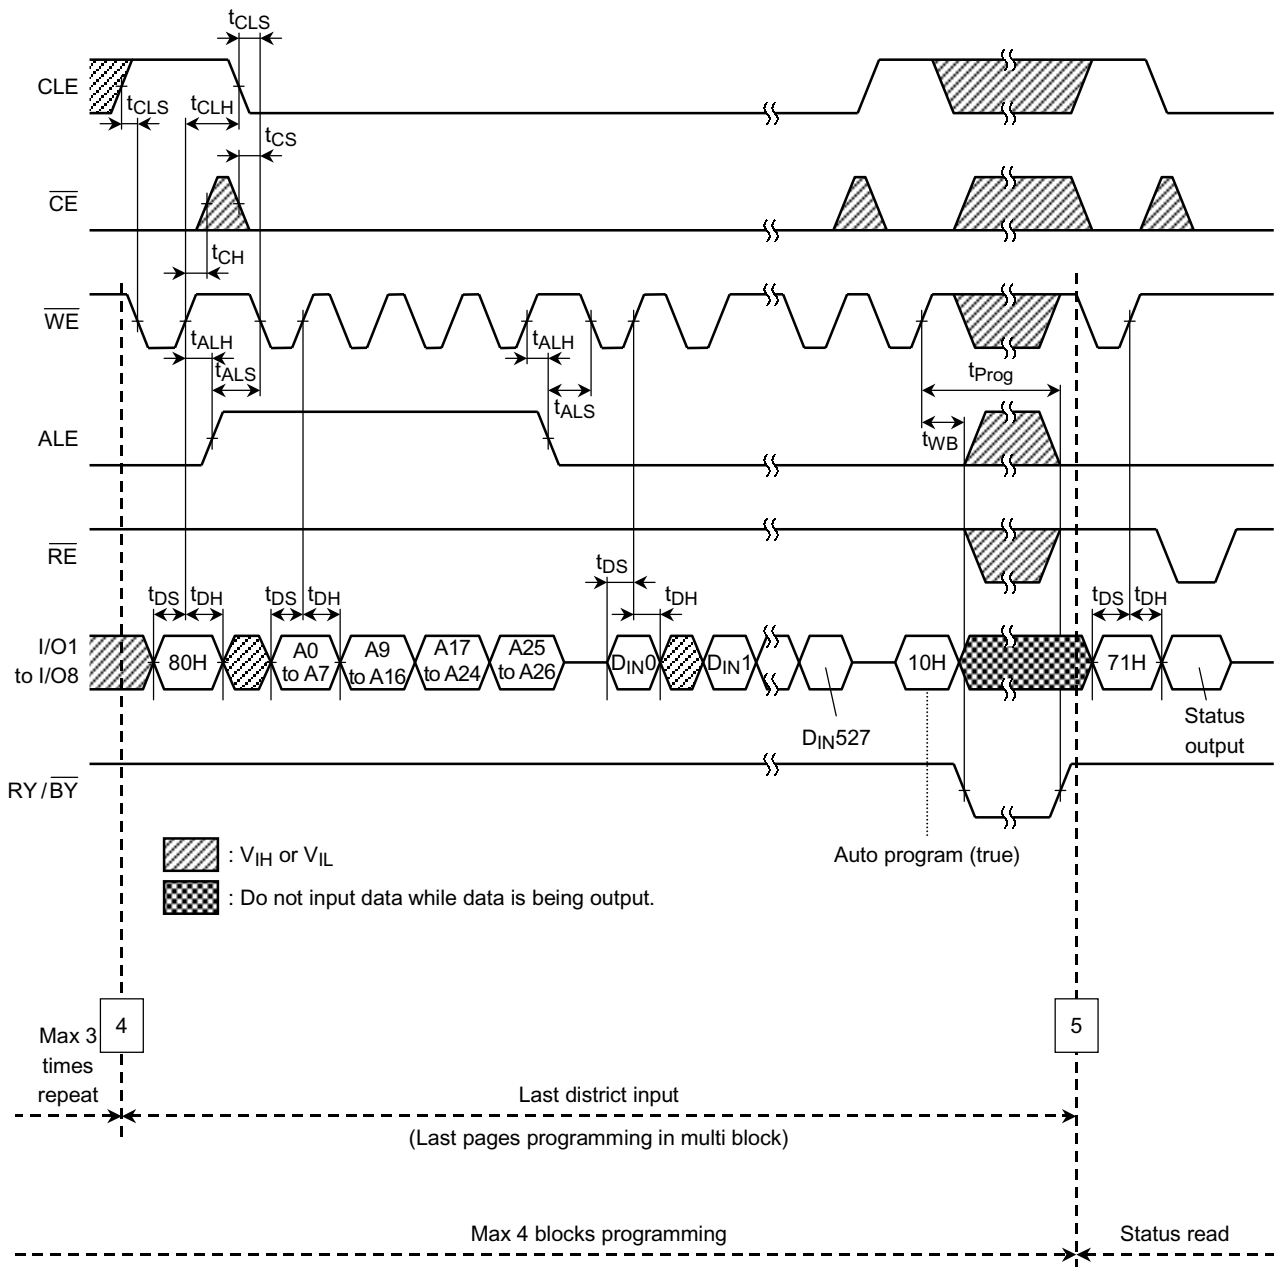 tCLS
CLE
tCLS
tCLH
tCS
CE
tCH
WE
tALH
tALH
tALS
tProg
tALS
ALE
tWB
RE
tDS
tDS
tDH
tDS
tDH
tDH
tDS
tDH
I/O1
to I/O8
80H
A0
to A7
A9
to A16
A17
to A24
A25
to A26
DIN0
DIN1
10H
71H
DIN527
Status
output
RY/BY
: VIH or VIL
Auto program (true)
: Do not input data while data is being output.
4
5
Max 3
times
repeat
Last district input
(Last pages programming in multi block)
Max 4 blocks programming
Status read